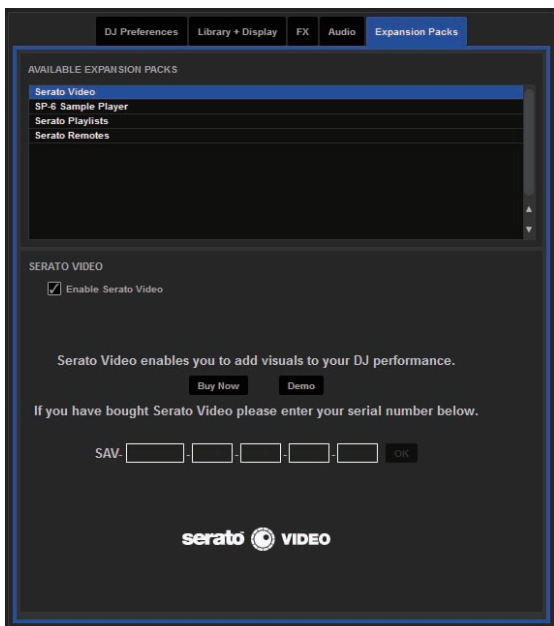 DJ Preferences Library + Display FX Audio Expansion Packs
AVAILABLE EXPANSION PACKS
Serato Video
SP-6 Sample Player
Serato Playlists
Serato Remotes
SERATO VIDEO
Enable Serato Video
Serato Video enables you to add visuals to your DJ performance.
Buy Now Demo
If you have bought Serato Video please enter your serial number below.
SAV- - - - - OK
serato VIDEO